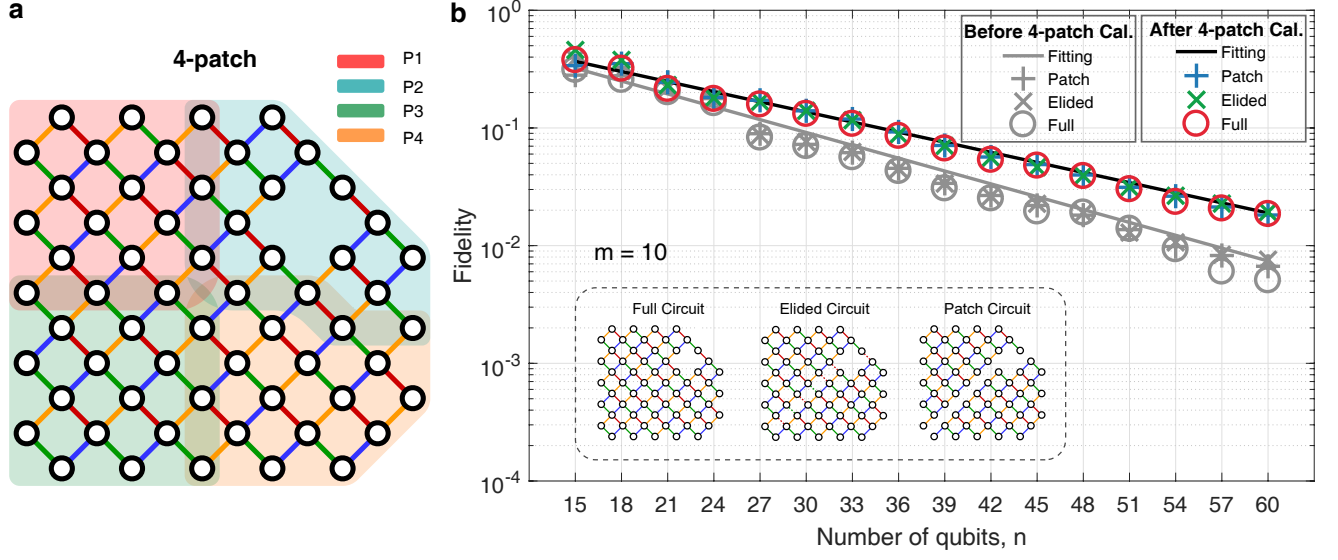 a
4-patch
P1
P2
P3
P4
b
Fidelity
10⁰
10⁻¹
10⁻²
10⁻³
10⁻⁴
Before 4-patch Cal.
Fitting
Patch
Elided
Full
After 4-patch Cal.
Fitting
Patch
Elided
Full
m = 10
Full Circuit
Elided Circuit
Patch Circuit
15 18 21 24 27 30 33 36 39 42 45 48 51 54 57 60
Number of qubits, n